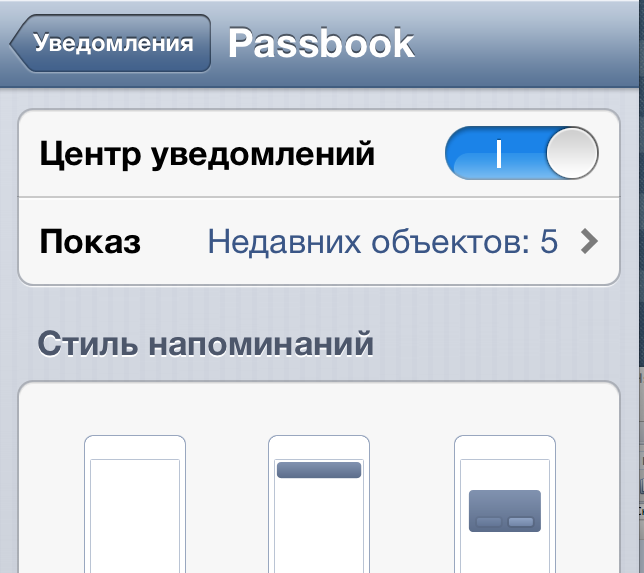 Уведомления
Passbook
Центр уведомлений
Показ
Недавних объектов: 5
Стиль напоминаний